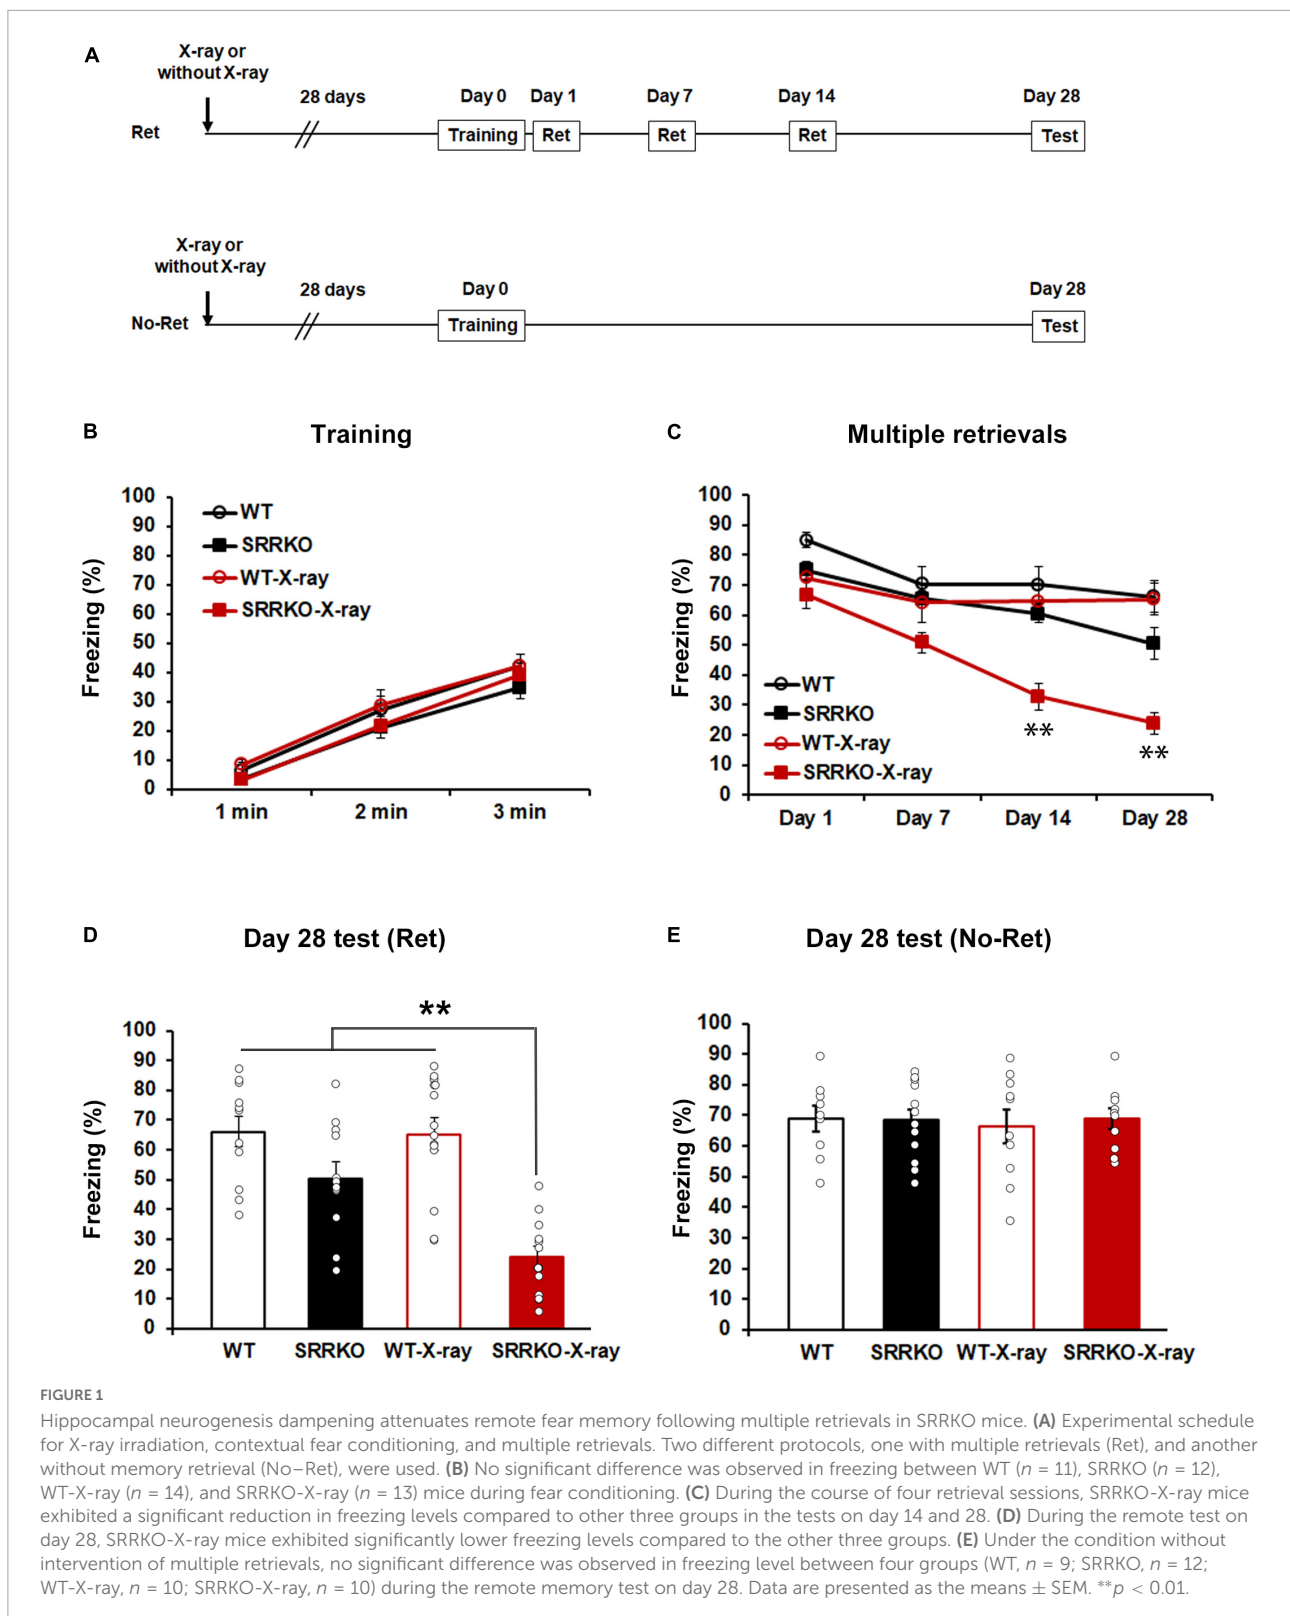 A
X-ray or
without X-ray
28 days
Day 0
Day 1
Day 7
Day 14
Day 28
Ret
Training
Ret
Ret
Ret
Test
X-ray or
without X-ray
28 days
Day 0
Day 28
No-Ret
Training
Test
B
Training
Freezing (%)
100
90
80
70
60
50
40
30
20
10
0
WT
SRRKO
WT-X-ray
SRRKO-X-ray
1 min
2 min
3 min
C
Multiple retrievals
Freezing (%)
100
90
80
70
60
50
40
30
20
10
0
WT
SRRKO
WT-X-ray
SRRKO-X-ray
**
**
Day 1
Day 7
Day 14
Day 28
D
Day 28 test (Ret)
**
Freezing (%)
100
90
80
70
60
50
40
30
20
10
0
WT
SRRKO
WT-X-ray
SRRKO-X-ray
E
Day 28 test (No-Ret)
Freezing (%)
100
90
80
70
60
50
40
30
20
10
0
WT
SRRKO
WT-X-ray
SRRKO-X-ray
FIGURE 1
Hippocampal neurogenesis dampening attenuates remote fear memory following multiple retrievals in SRRKO mice. (A) Experimental schedule
for X-ray irradiation, contextual fear conditioning, and multiple retrievals. Two different protocols, one with multiple retrievals (Ret), and another
without memory retrieval (No–Ret), were used. (B) No significant difference was observed in freezing between WT (n = 11), SRRKO (n = 12),
WT-X-ray (n = 14), and SRRKO-X-ray (n = 13) mice during fear conditioning. (C) During the course of four retrieval sessions, SRRKO-X-ray mice
exhibited a significant reduction in freezing levels compared to other three groups in the tests on day 14 and 28. (D) During the remote test on
day 28, SRRKO-X-ray mice exhibited significantly lower freezing levels compared to the other three groups. (E) Under the condition without
intervention of multiple retrievals, no significant difference was observed in freezing level between four groups (WT, n = 9; SRRKO, n = 12;
WT-X-ray, n = 10; SRRKO-X-ray, n = 10) during the remote memory test on day 28. Data are presented as the means ± SEM. **p < 0.01.